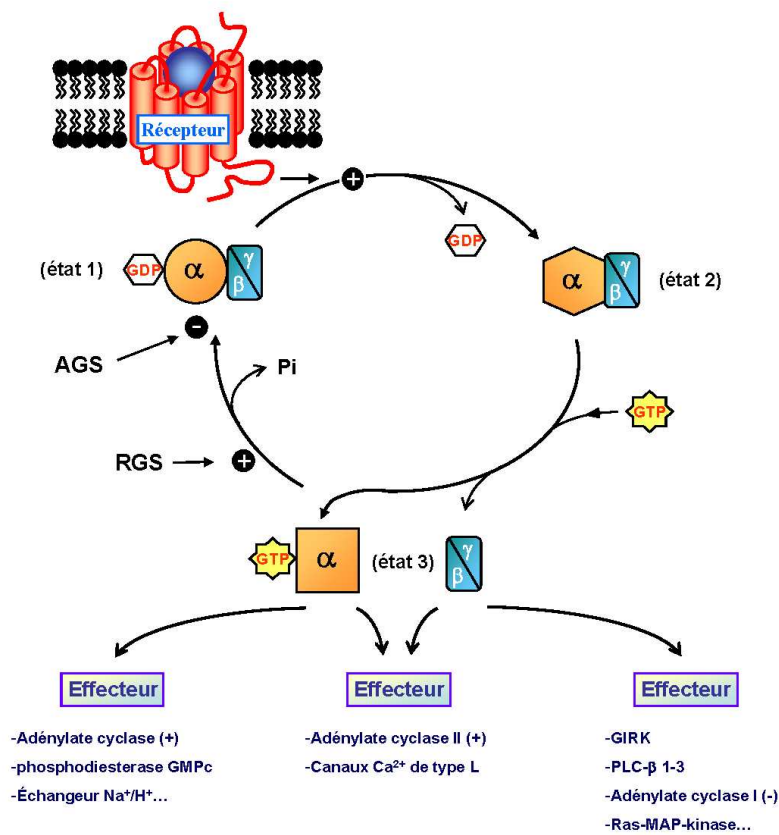 Récepteur
+
GDP
(état 1) GDP α γ β
α γ β (état 2)
-
AGS
Pi
GTP
RGS
+
GTP α (état 3) γ β
Effecteur
-Adénylate cyclase (+)
-phosphodiesterase GMPc
-Échangeur Na⁺/H⁺...
Effecteur
-Adénylate cyclase II (+)
-Canaux Ca²⁺ de type L
Effecteur
-GIRK
-PLC-β 1-3
-Adénylate cyclase I (-)
-Ras-MAP-kinase...